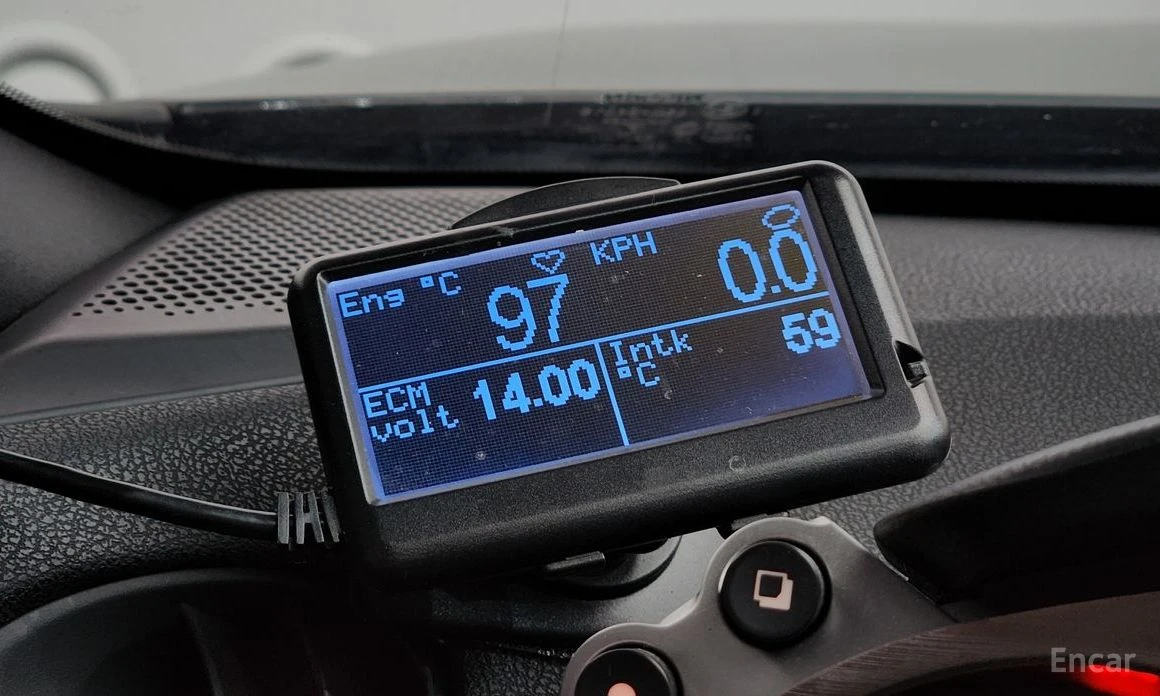 KPH
Eng °C 97 0.0
ECM volt 14.00
Intk °C 59
Encar